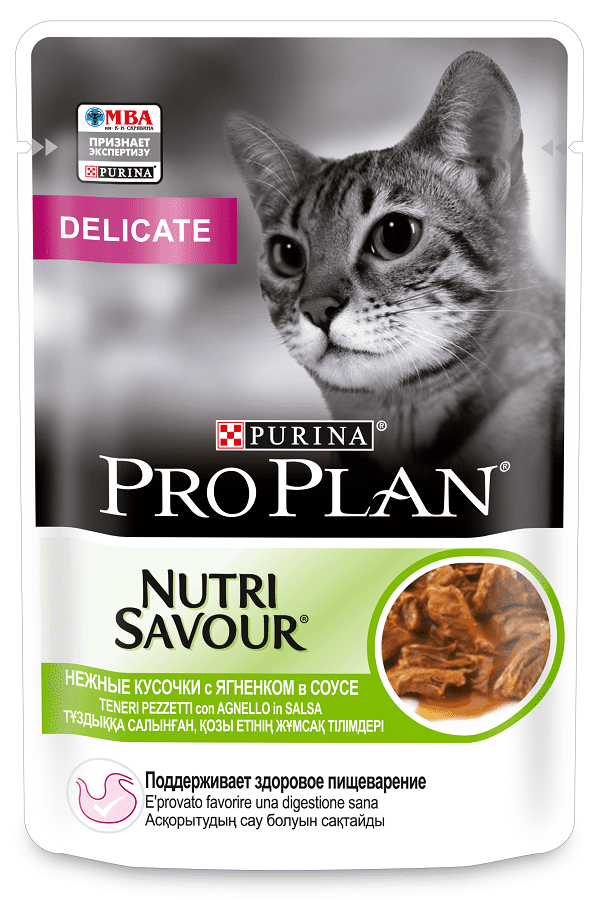 МВА
им. К.И. СКРЯБИНА
ПРИЗНАЕТ
ЭКСПЕРТИЗУ
PURINA
DELICATE
PURINA®
PRO PLAN®
NUTRI
SAVOUR®
НЕЖНЫЕ КУСОЧКИ с ЯГНЕНКОМ в СОУСЕ
TENERI PEZZETTI con AGNELLO in SALSA
ТҰЗДЫҚҚА САЛЫНҒАН, ҚОЗЫ ЕТІНІҢ ЖҰМСАҚ ТІЛІМДЕРІ
Поддерживает здоровое пищеварение
E'provato favorire una digestione sana
Асқорытудың сау болуын сақтайды